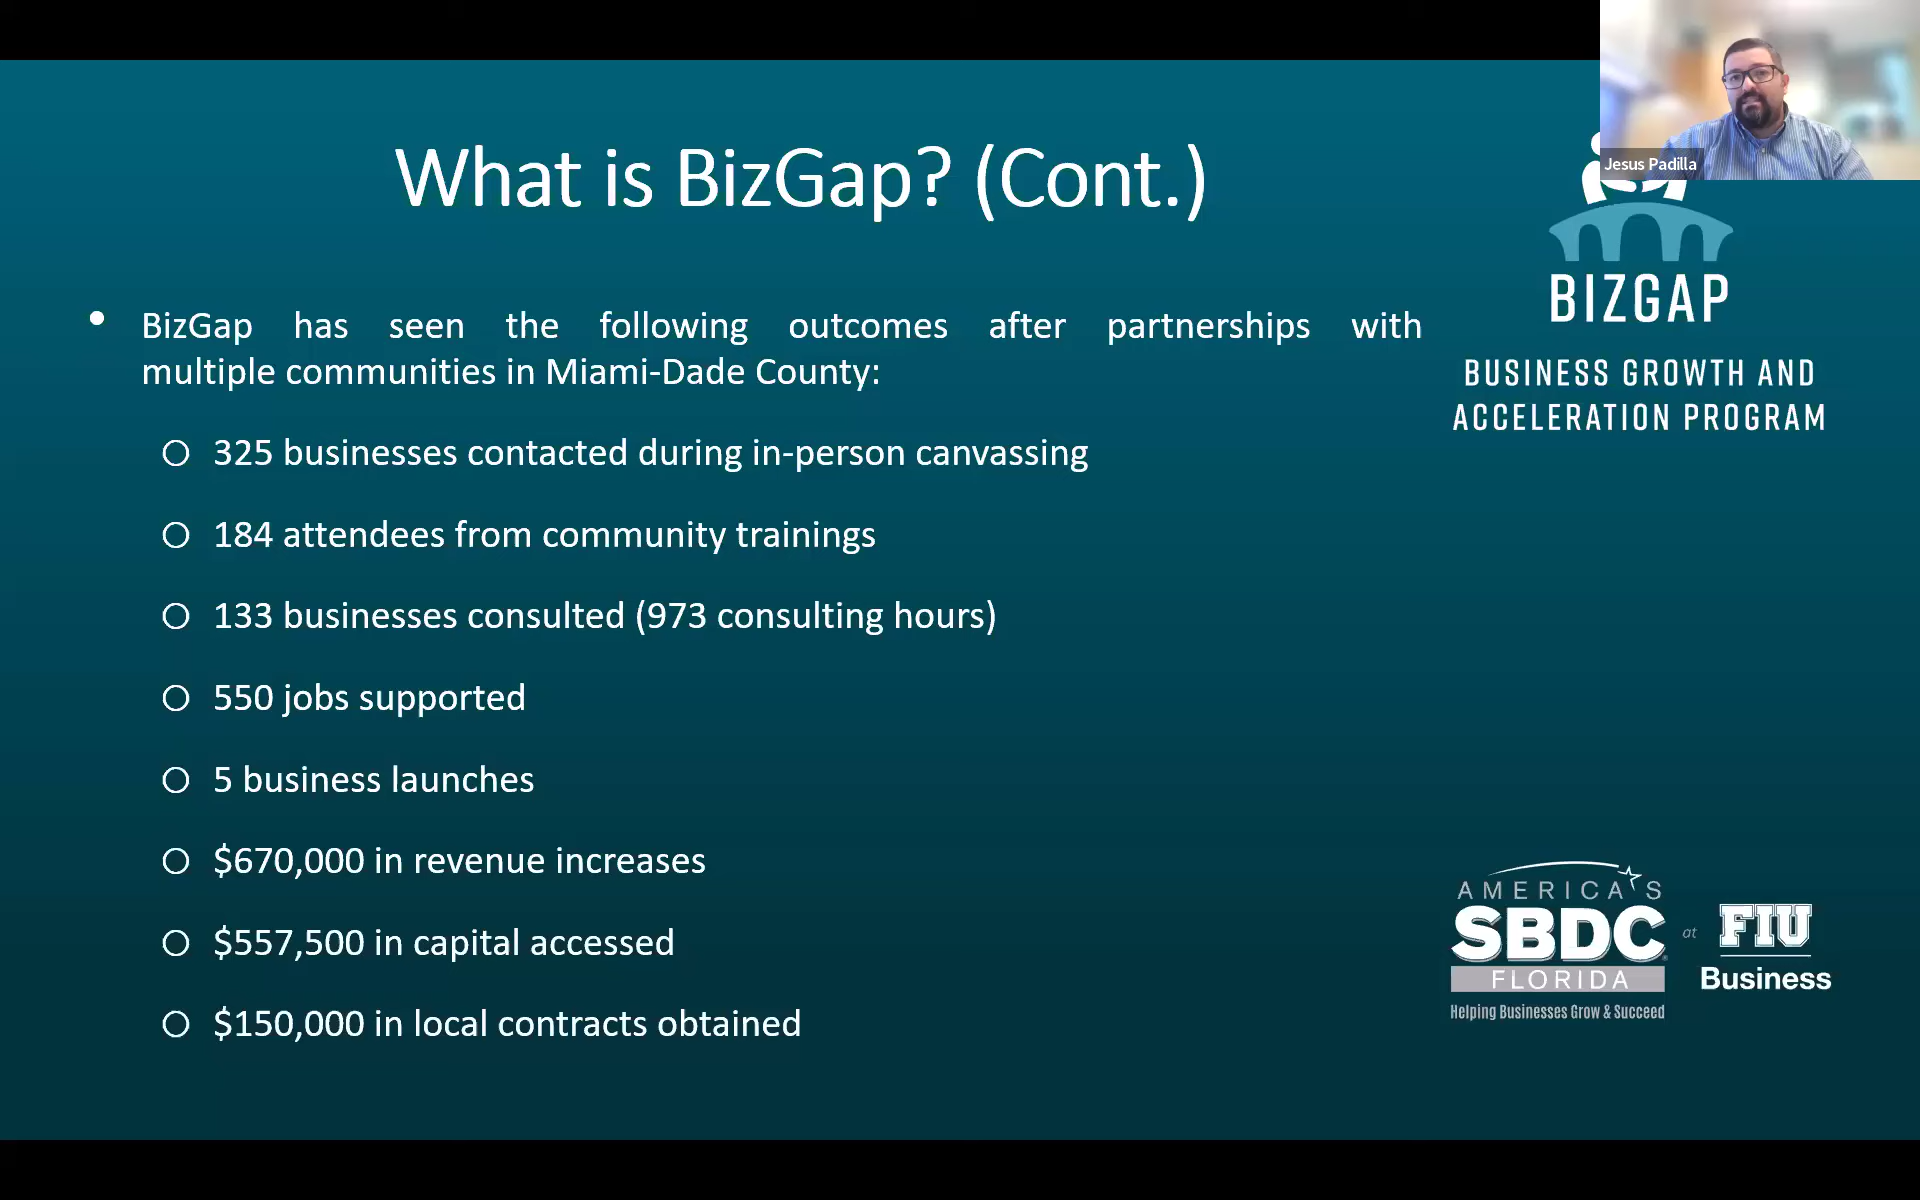 Jesus Padilla
What is BizGap? (Cont.)
BIZGAP
BUSINESS GROWTH AND
ACCELERATION PROGRAM
• BizGap has seen the following outcomes after partnerships with
multiple communities in Miami-Dade County:
○ 325 businesses contacted during in-person canvassing
○ 184 attendees from community trainings
○ 133 businesses consulted (973 consulting hours)
○ 550 jobs supported
○ 5 business launches
○ $670,000 in revenue increases
○ $557,500 in capital accessed
○ $150,000 in local contracts obtained
AMERICA'S
SBDC
FLORIDA
Helping Businesses Grow & Succeed
at
FIU
Business